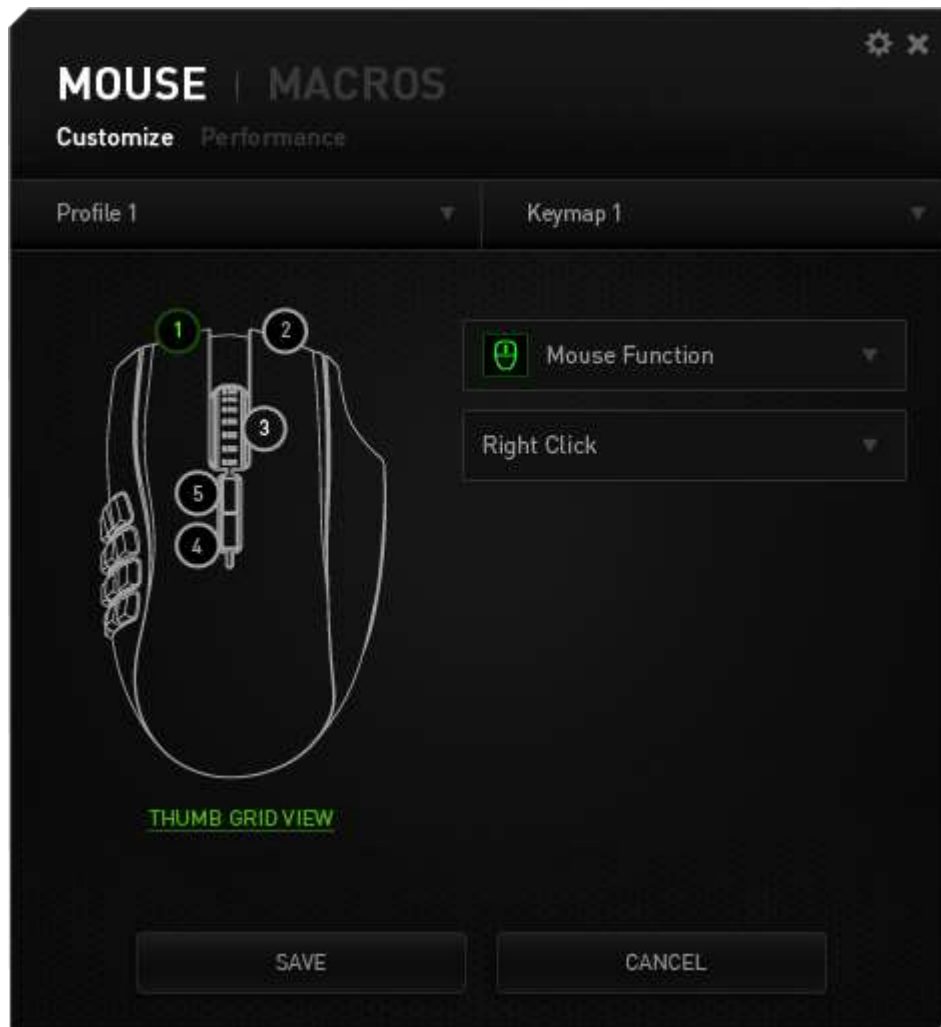 MOUSE | MACROS
Customize Performance
Profile 1 Keymap 1
1 2
Mouse Function
3
Right Click
5
4
THUMB GRID VIEW
SAVE CANCEL